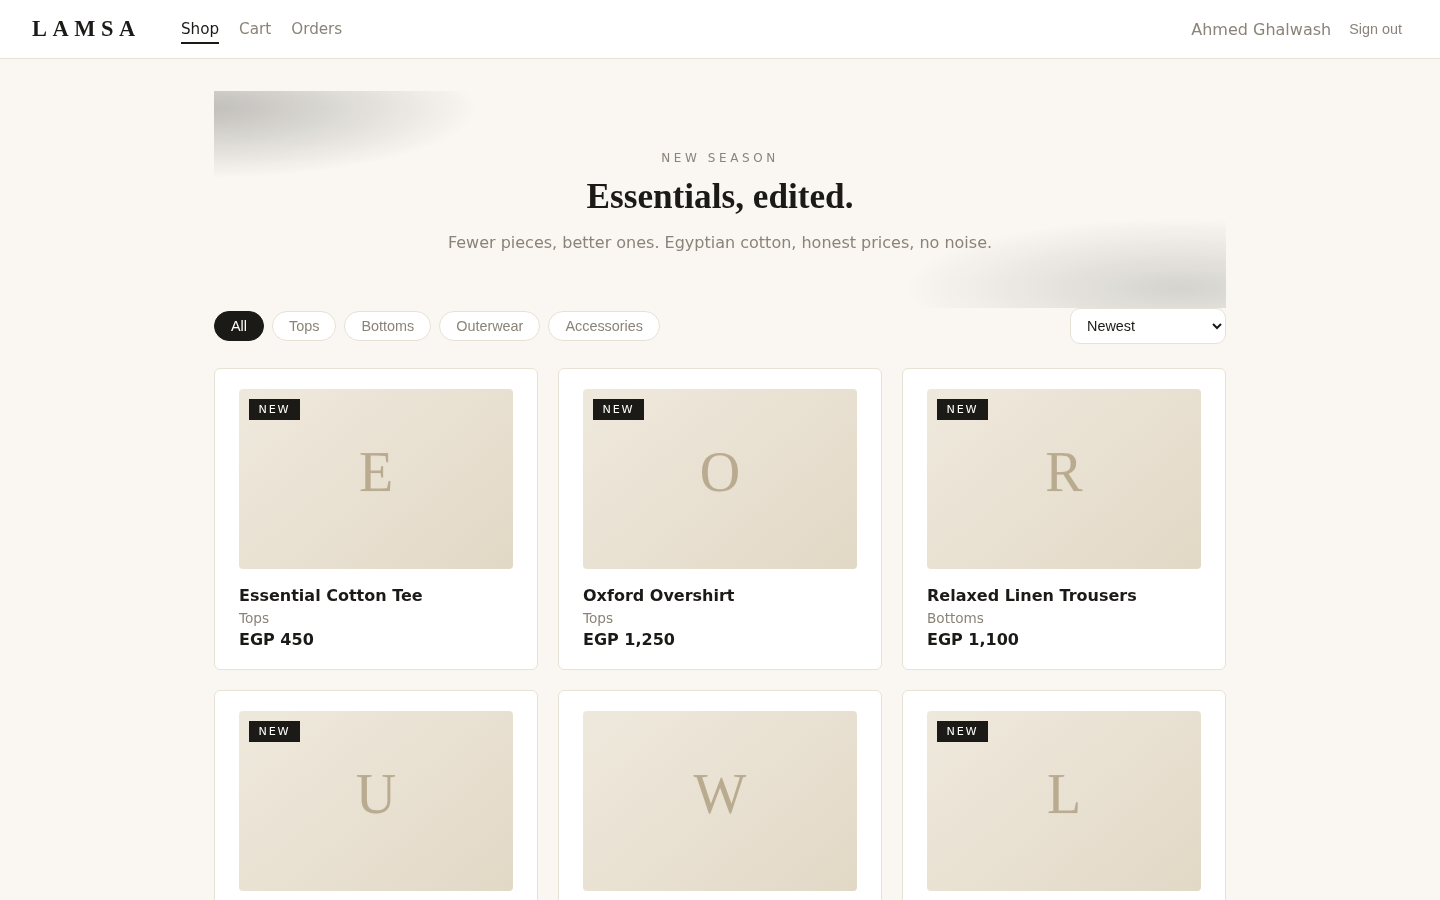 LAMSA Shop Cart Orders Ahmed Ghalwash Sign out
NEW SEASON
Essentials, edited.
Fewer pieces, better ones. Egyptian cotton, honest prices, no noise.
All Tops Bottoms Outerwear Accessories Newest
NEW NEW NEW
E O R
Essential Cotton Tee Oxford Overshirt Relaxed Linen Trousers
Tops Tops Bottoms
EGP 450 EGP 1,250 EGP 1,100
NEW NEW
U W L